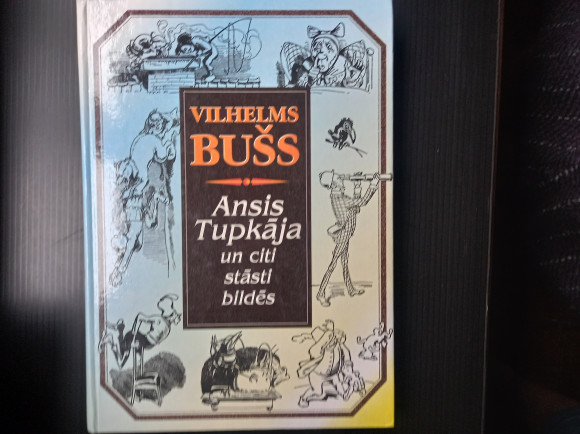 VILHELMS
BUŠS
Ansis
Tupkāja
un citi
stāsti
bildēs